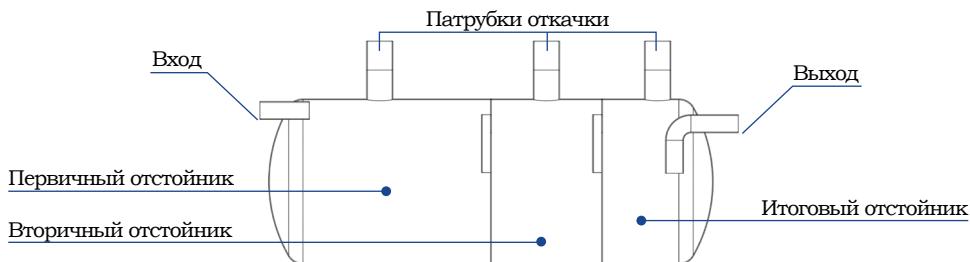 Патрубки откачки
Вход
Выход
Первичный отстойник
Итоговый отстойник
Вторичный отстойник